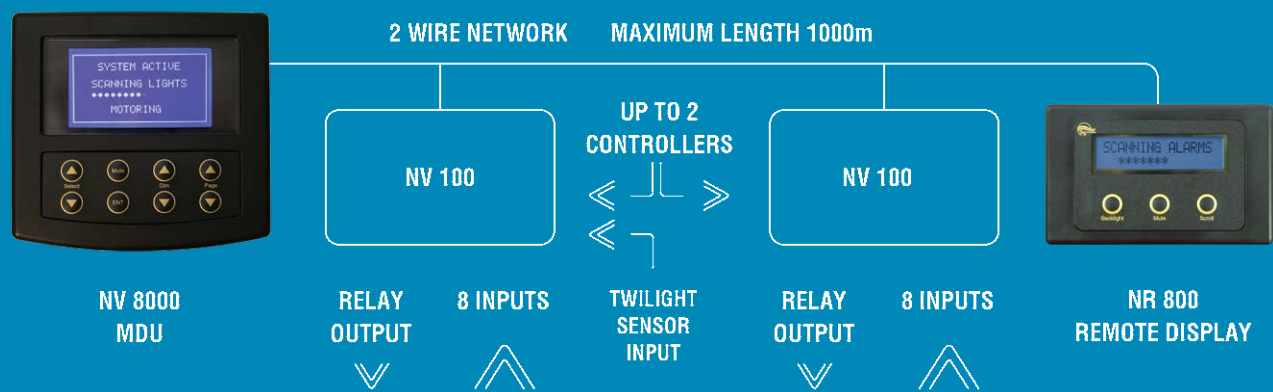 2 WIRE NETWORK MAXIMUM LENGTH 1000m
SYSTEM ACTIVE
SCANNING LIGHTS
********
MOTORING
Select
Mute
Dim
Page
ENT
NV 8000
MDU
NV 100
RELAY
OUTPUT
8 INPUTS
UP TO 2
CONTROLLERS
TWILIGHT
SENSOR
INPUT
NV 100
RELAY
OUTPUT
8 INPUTS
SCANNING ALARMS
*******
Backlight
Mute
Scroll
NR 800
REMOTE DISPLAY